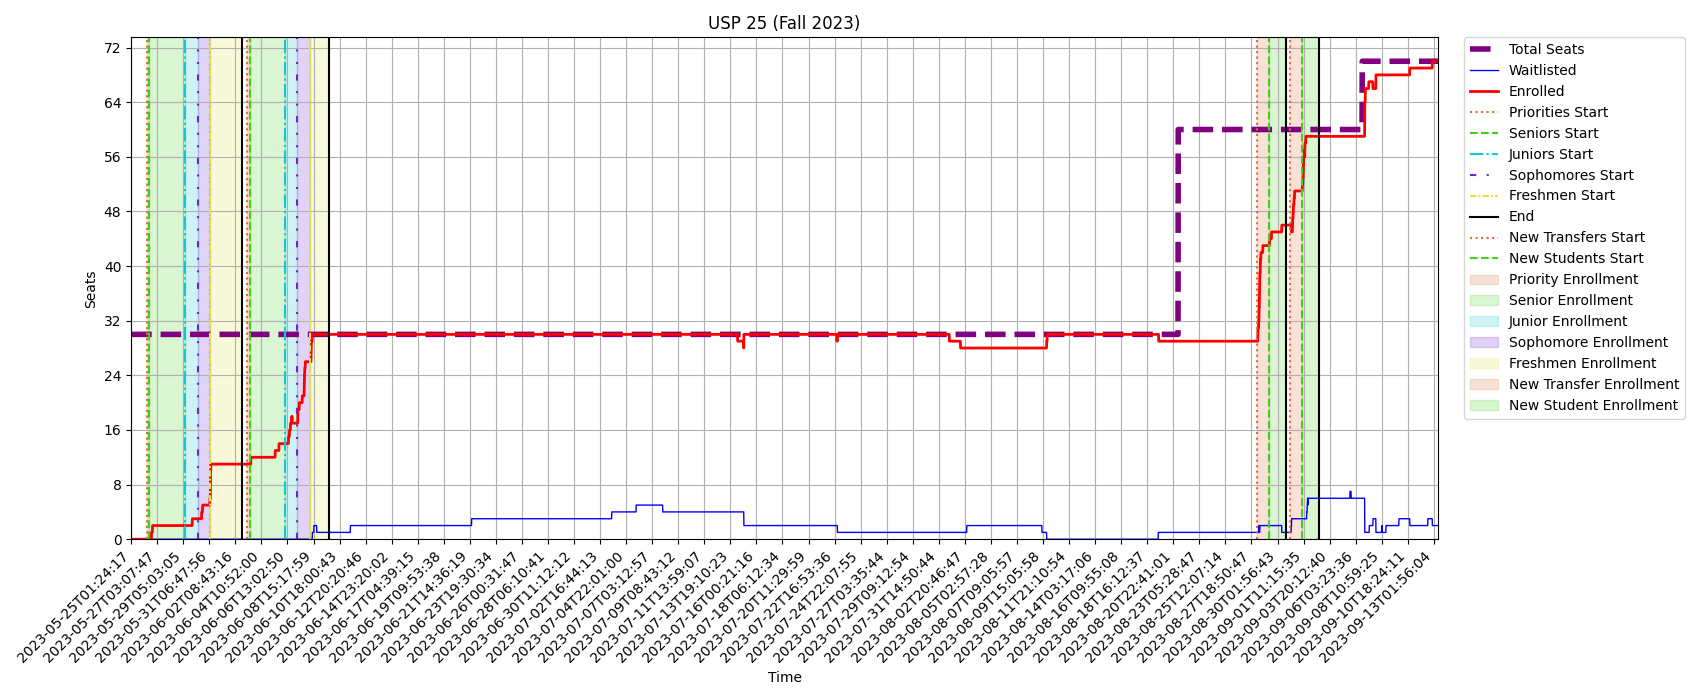 USP 25 (Fall 2023)
Seats
72
64
56
48
40
32
24
16
8
0
2023-05-25T01:24:17
2023-05-27T03:07:47
2023-05-29T05:03:05
2023-05-31T06:47:56
2023-06-02T08:43:16
2023-06-04T10:52:00
2023-06-06T13:02:50
2023-06-08T15:17:59
2023-06-10T18:00:43
2023-06-12T20:20:46
2023-06-14T23:20:02
2023-06-17T04:39:15
2023-06-19T09:53:38
2023-06-21T14:36:19
2023-06-23T19:30:34
2023-06-26T00:31:47
2023-06-28T06:10:41
2023-06-30T11:12:12
2023-07-02T16:44:13
2023-07-04T22:01:00
2023-07-07T03:12:57
2023-07-09T08:43:12
2023-07-11T13:59:07
2023-07-13T19:10:23
2023-07-16T00:21:16
2023-07-18T06:12:34
2023-07-20T11:29:59
2023-07-22T16:53:36
2023-07-24T22:07:55
2023-07-27T03:35:44
2023-07-29T09:12:54
2023-07-31T14:50:44
2023-08-02T20:46:47
2023-08-05T02:57:28
2023-08-07T09:05:57
2023-08-09T15:05:58
2023-08-11T21:10:54
2023-08-14T03:17:06
2023-08-16T09:55:08
2023-08-18T16:12:37
2023-08-20T22:41:01
2023-08-23T05:28:47
2023-08-25T12:07:14
2023-08-27T18:50:47
2023-08-30T01:56:43
2023-09-01T11:15:35
2023-09-03T20:12:40
2023-09-06T03:23:36
2023-09-08T10:59:25
2023-09-10T18:24:11
2023-09-13T01:56:04
Time
Total Seats
Waitlisted
Enrolled
Priorities Start
Seniors Start
Juniors Start
Sophomores Start
Freshmen Start
End
New Transfers Start
New Students Start
Priority Enrollment
Senior Enrollment
Junior Enrollment
Sophomore Enrollment
Freshmen Enrollment
New Transfer Enrollment
New Student Enrollment